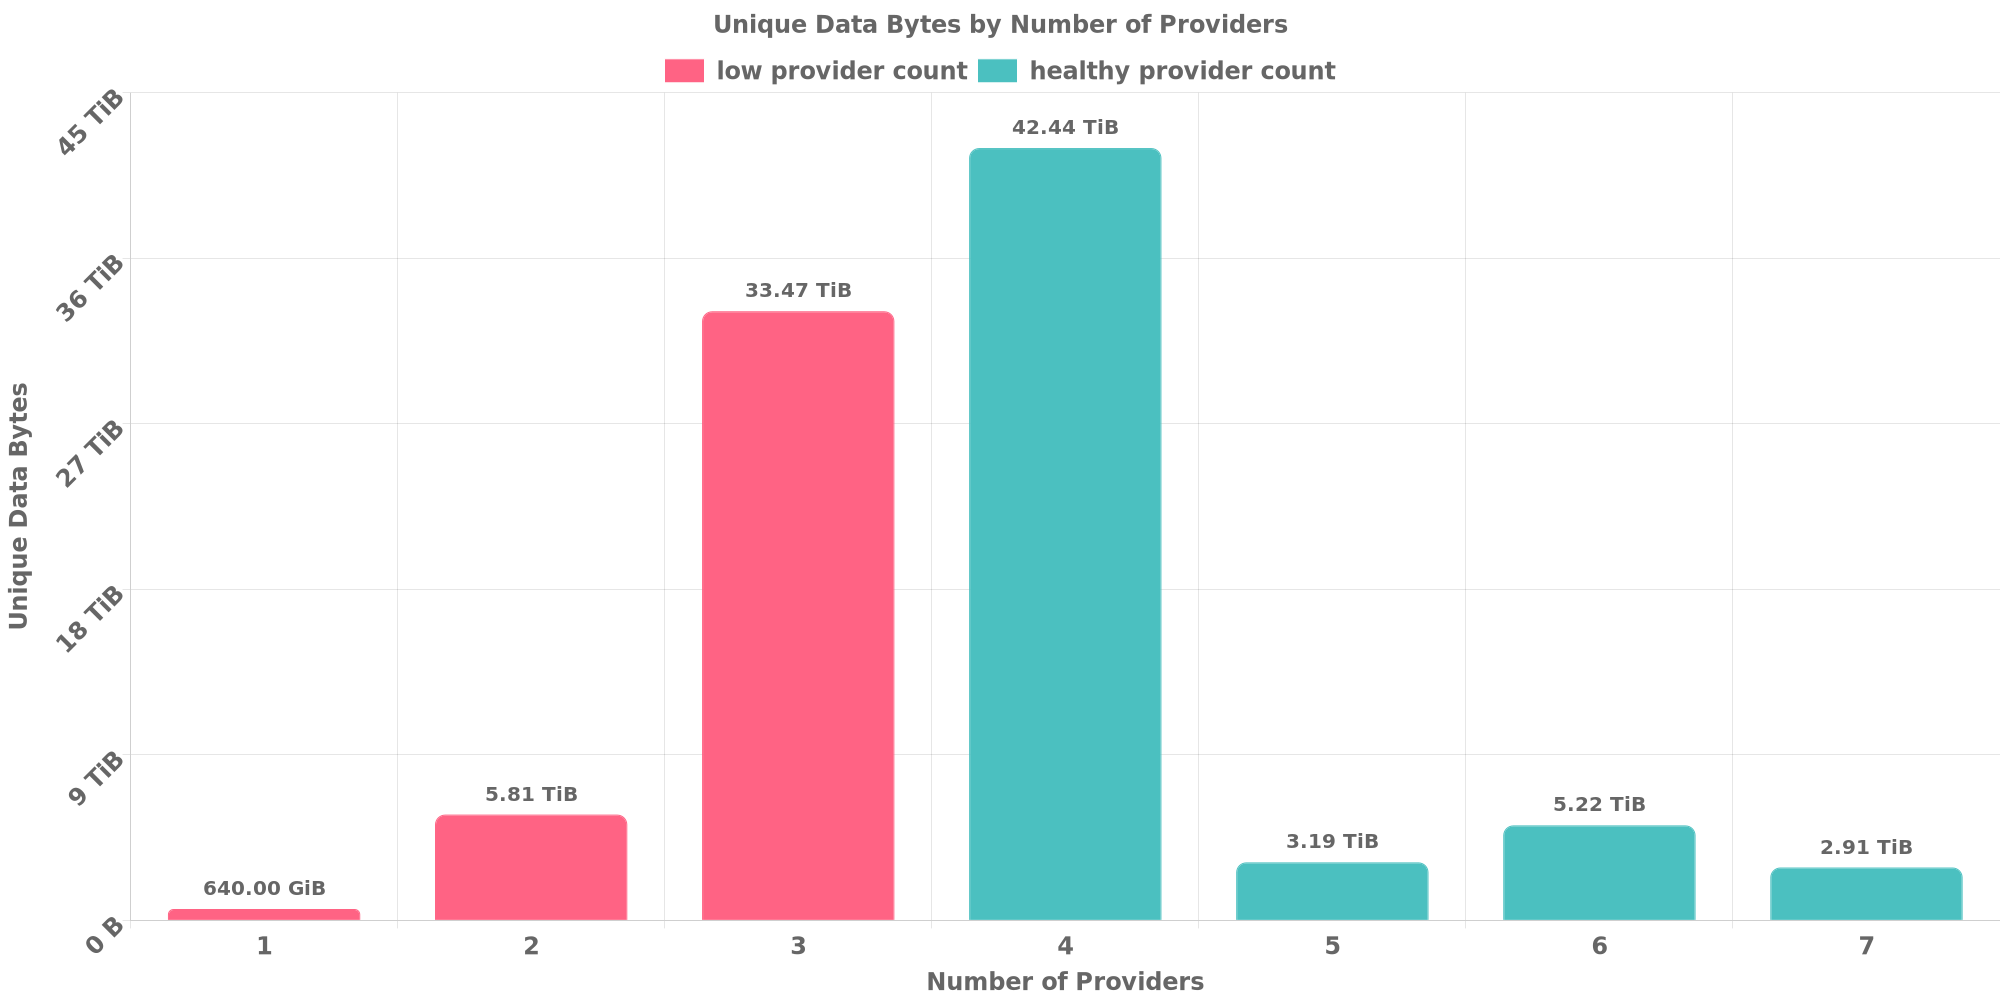 Unique Data Bytes by Number of Providers
low provider count healthy provider count
45 TiB
36 TiB
27 TiB
18 TiB
9 TiB
0 B
Unique Data Bytes
640.00 GiB
5.81 TiB
33.47 TiB
42.44 TiB
3.19 TiB
5.22 TiB
2.91 TiB
1 2 3 4 5 6 7
Number of Providers